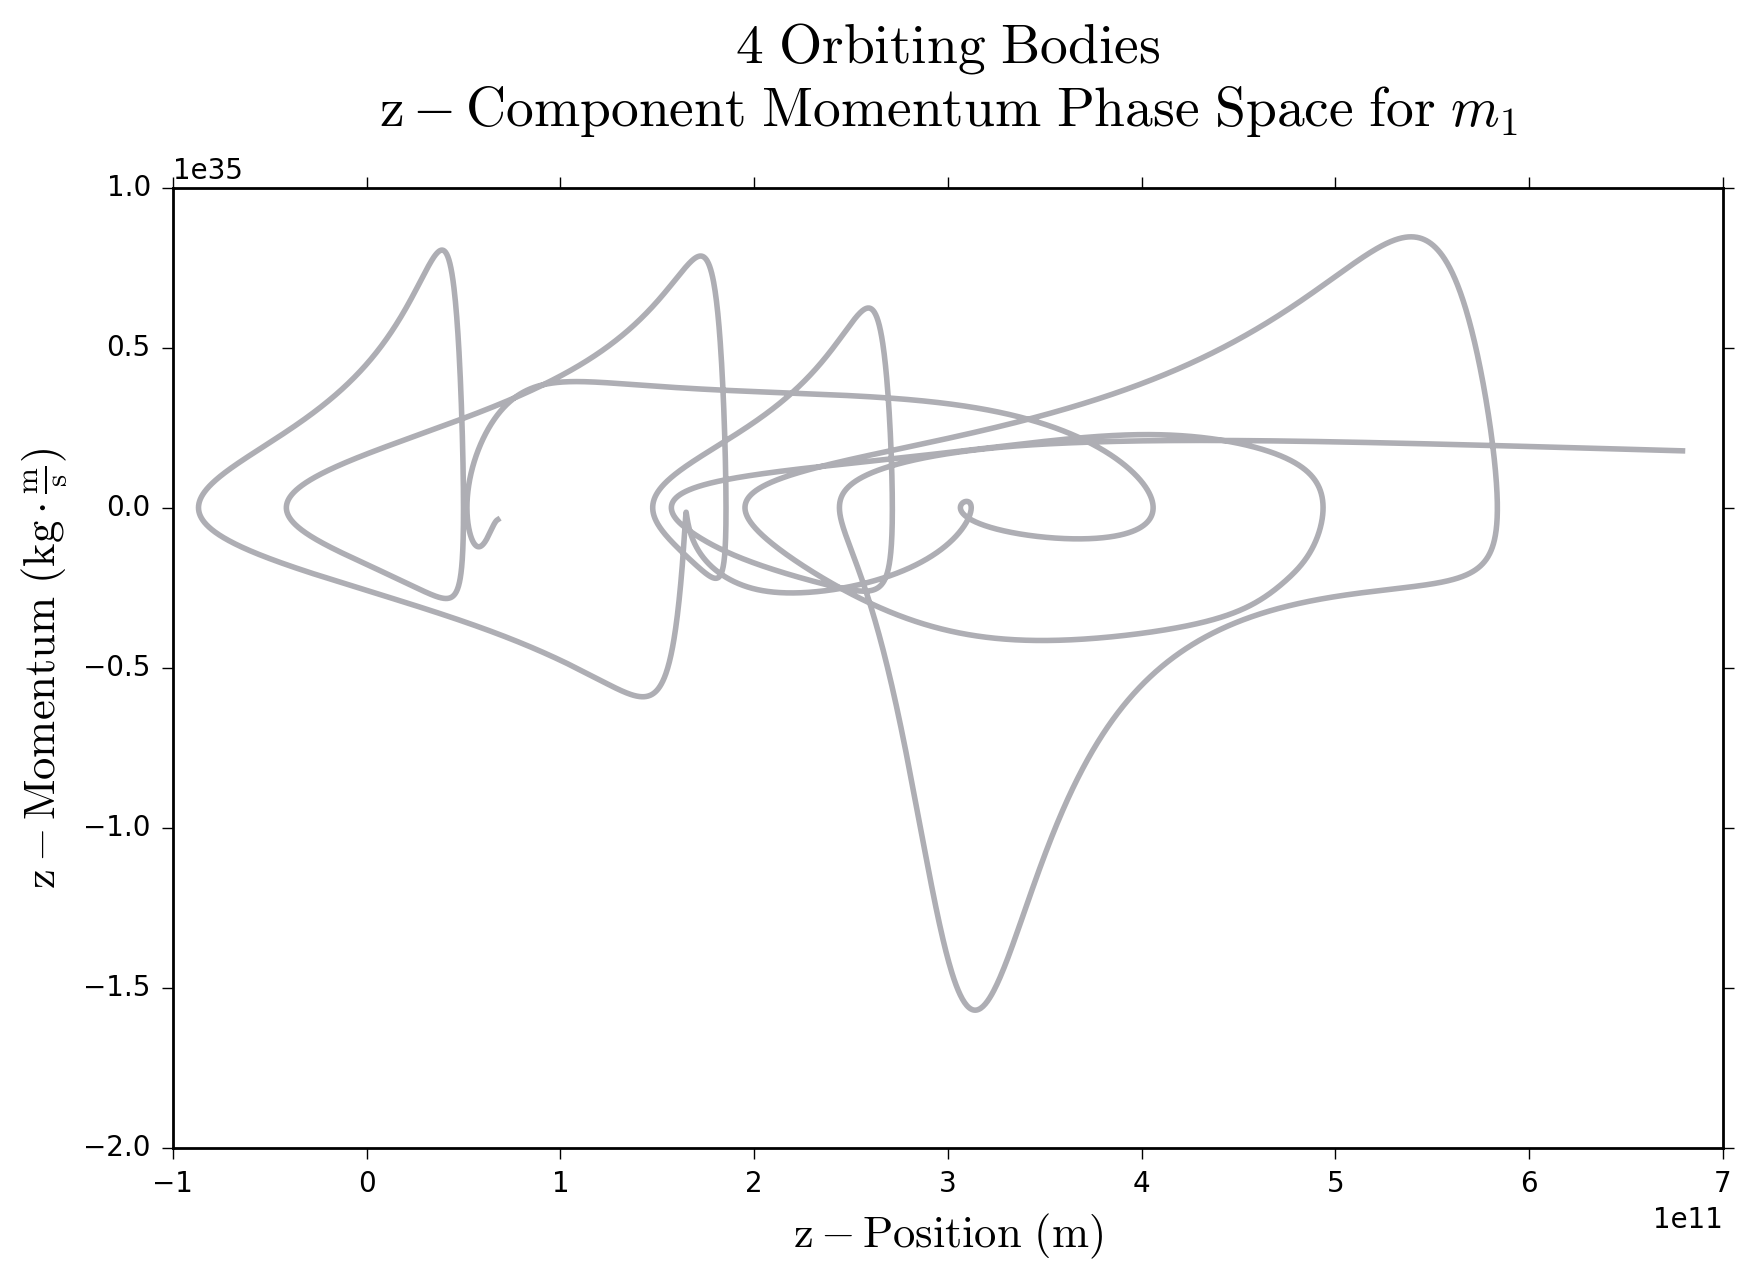 4 Orbiting Bodies
z − Component Momentum Phase Space for m₁
1e35
1.0
0.5
0.0
−0.5
−1.0
−1.5
−2.0
z − Momentum (kg · m/s)
−1 0 1 2 3 4 5 6 7
1e11
z − Position (m)